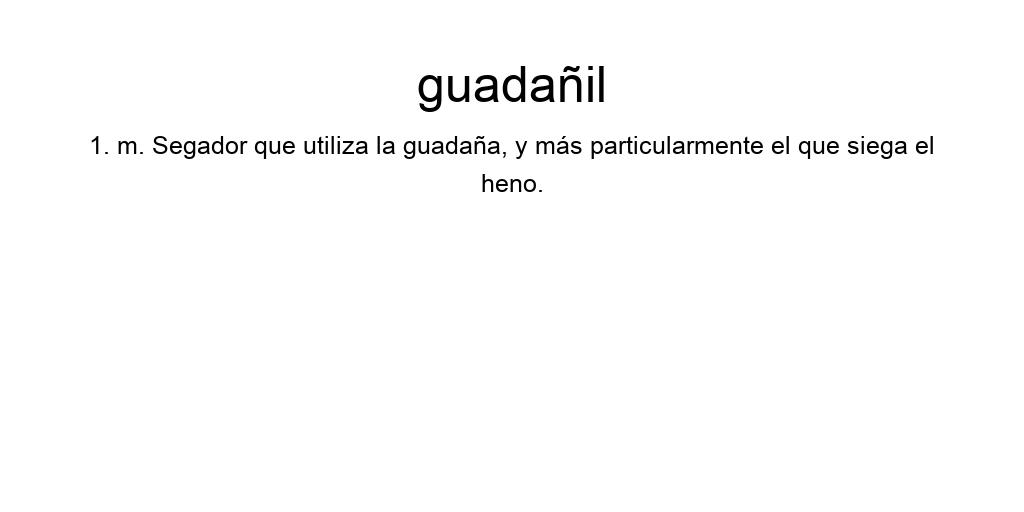 guadañil
1. m. Segador que utiliza la guadaña, y más particularmente el que siega el
heno.